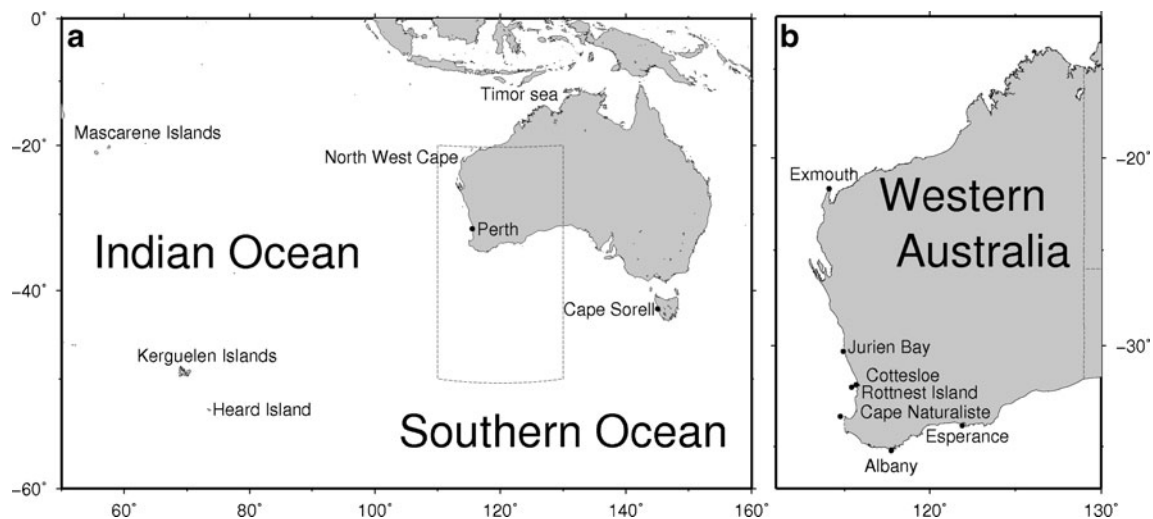 a
0°
−20°
−40°
−60°
60°
80°
100°
120°
140°
160°
Timor sea
Mascarene Islands
North West Cape
Perth
Indian Ocean
Cape Sorell
Kerguelen Islands
Heard Island
Southern Ocean
b
Exmouth
Western
Australia
Jurien Bay
Cottesloe
Rottnest Island
Cape Naturaliste
Esperance
Albany
−20°
−30°
120°
130°